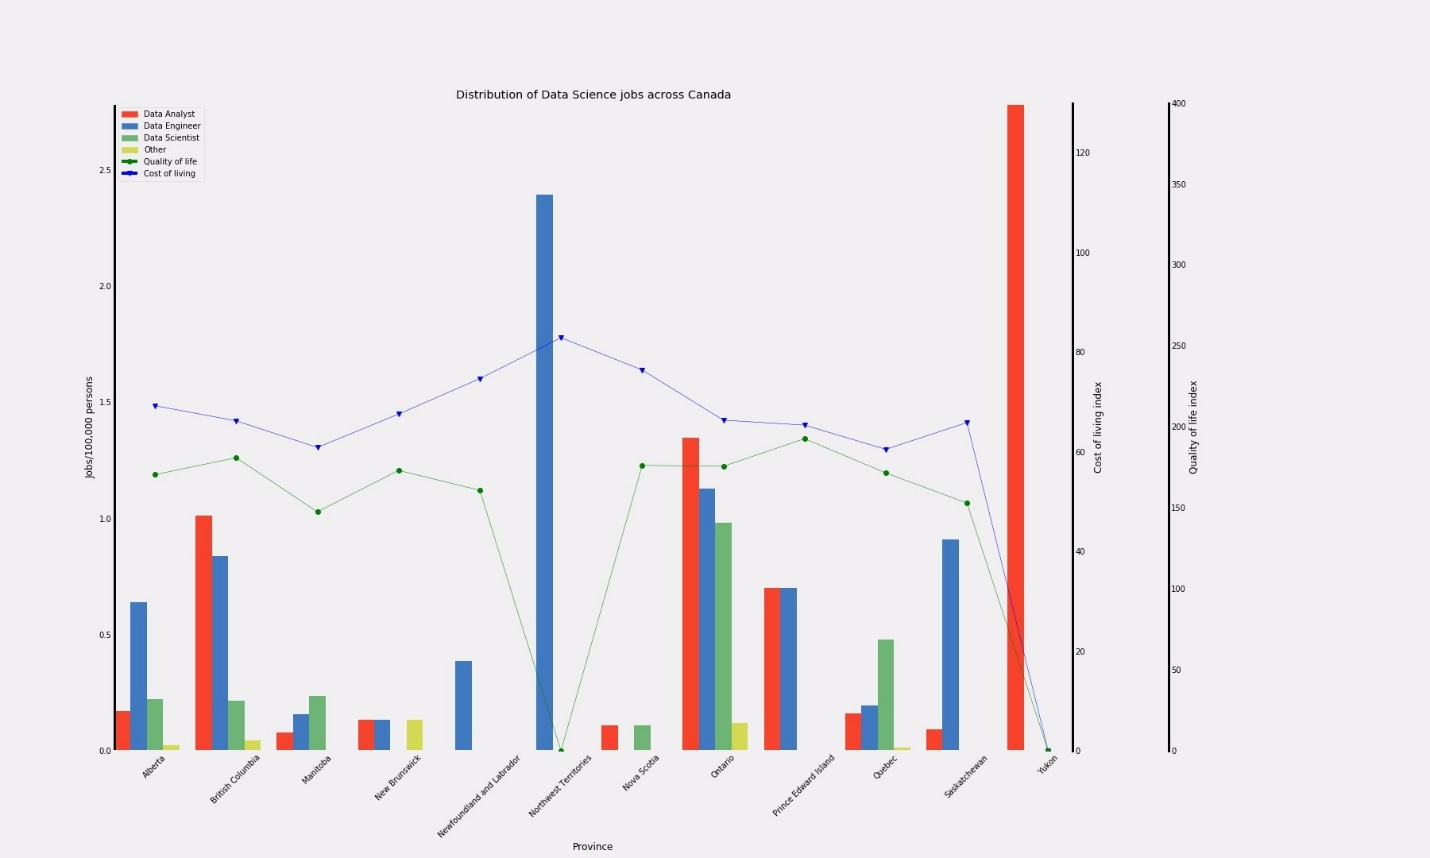 Distribution of Data Science jobs across Canada
Data Analyst
Data Engineer
Data Scientist
Other
Quality of life
Cost of living
Jobs/100,000 persons
2.5
2.0
1.5
1.0
0.5
0.0
Cost of living index
120
100
80
60
40
20
0
Quality of life index
400
350
300
250
200
150
100
50
0
Alberta
British Columbia
Manitoba
New Brunswick
Newfoundland and Labrador
Northwest Territories
Nova Scotia
Ontario
Prince Edward Island
Quebec
Saskatchewan
Yukon
Province